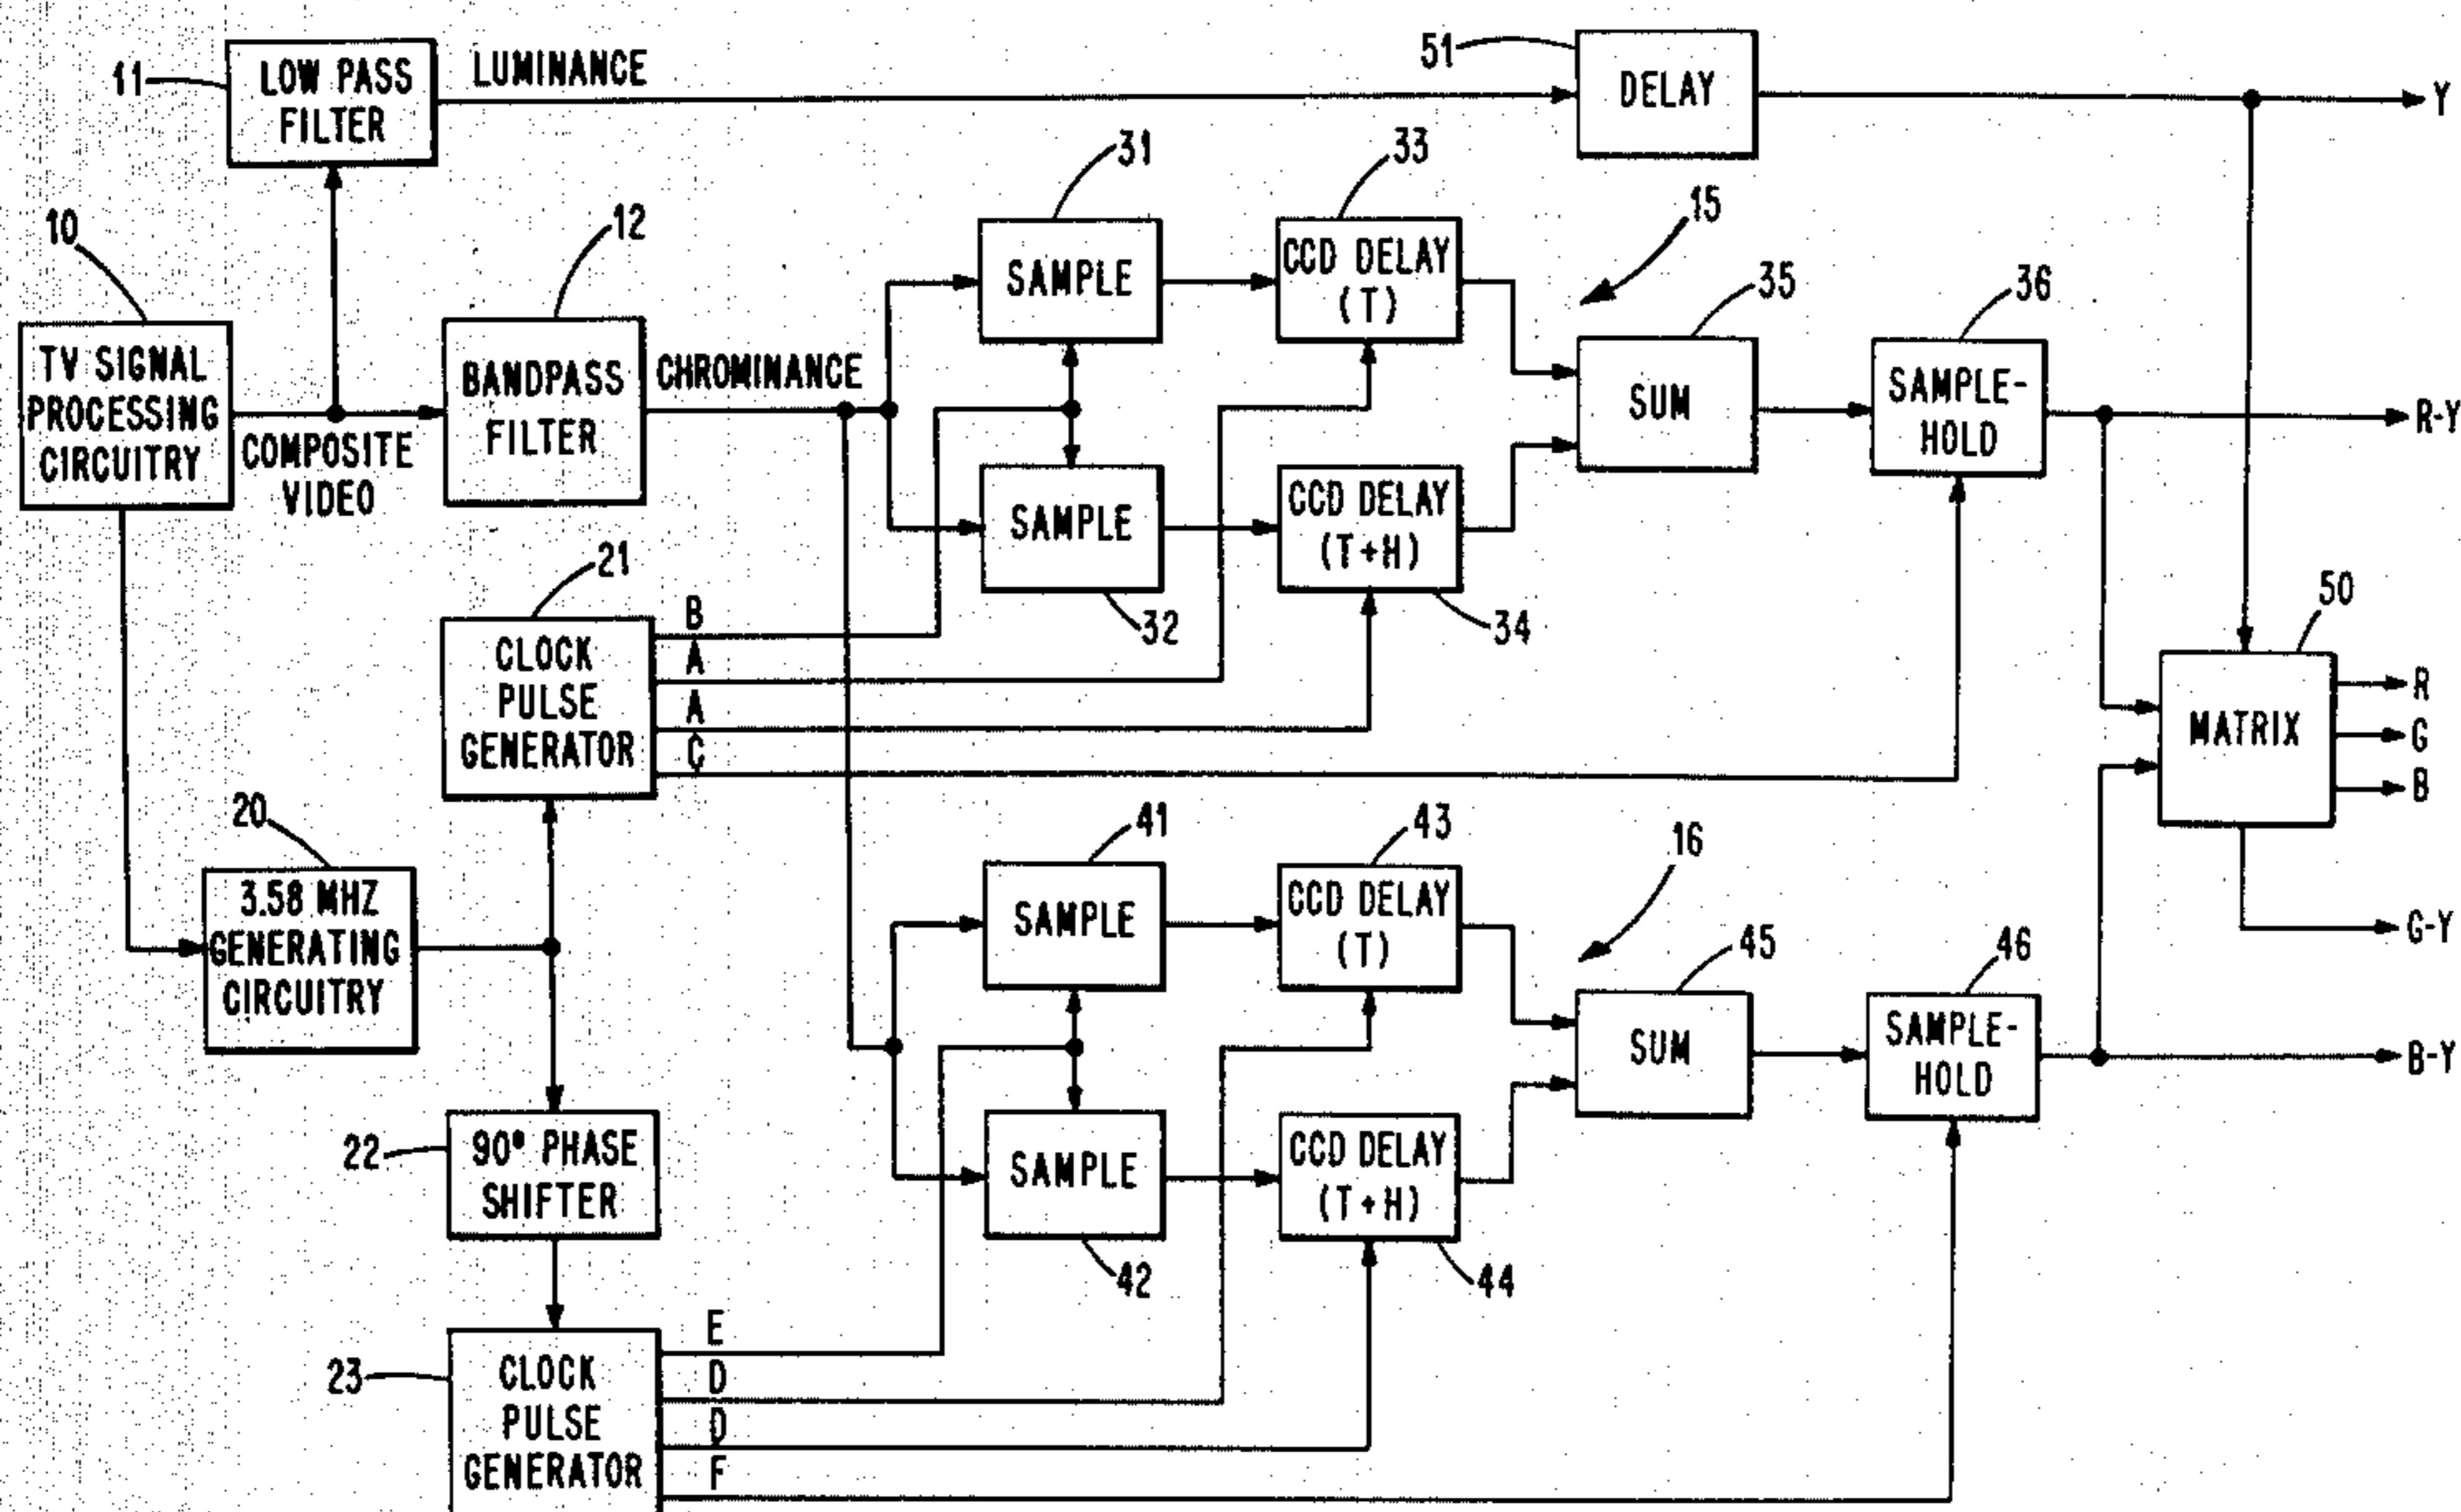 11
LOW PASS
FILTER
LUMINANCE
51
DELAY
Y
10
TV SIGNAL
PROCESSING
CIRCUITRY
COMPOSITE
VIDEO
12
BANDPASS
FILTER
CHROMINANCE
31
SAMPLE
33
CCD DELAY
(T)
15
SAMPLE
32
CCD DELAY
(T+H)
34
35
SUM
36
SAMPLE-
HOLD
R-Y
21
CLOCK
PULSE
GENERATOR
B
A
A
C
50
MATRIX
R
G
B
G-Y
20
3.58 MHZ
GENERATING
CIRCUITRY
41
SAMPLE
43
CCD DELAY
(T)
16
SAMPLE
42
CCD DELAY
(T+H)
44
45
SUM
46
SAMPLE-
HOLD
B-Y
22
90° PHASE
SHIFTER
23
CLOCK
PULSE
GENERATOR
E
D
D
F